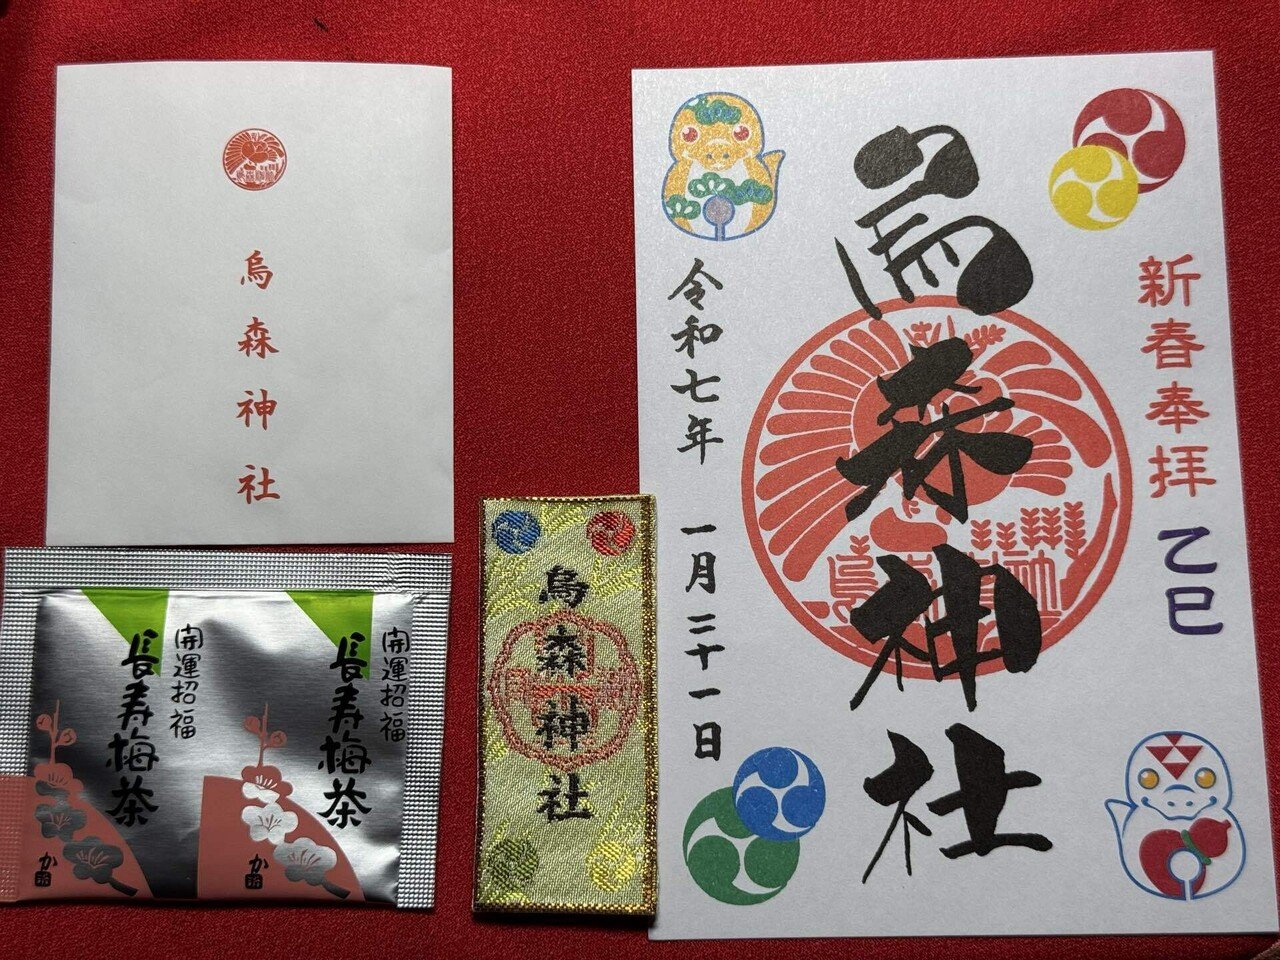 烏森神社
開運招福
長寿梅茶
開運招福
長寿梅茶
烏森神社
新春奉拝 乙巳
烏森神社
令和七年 一月二十一日